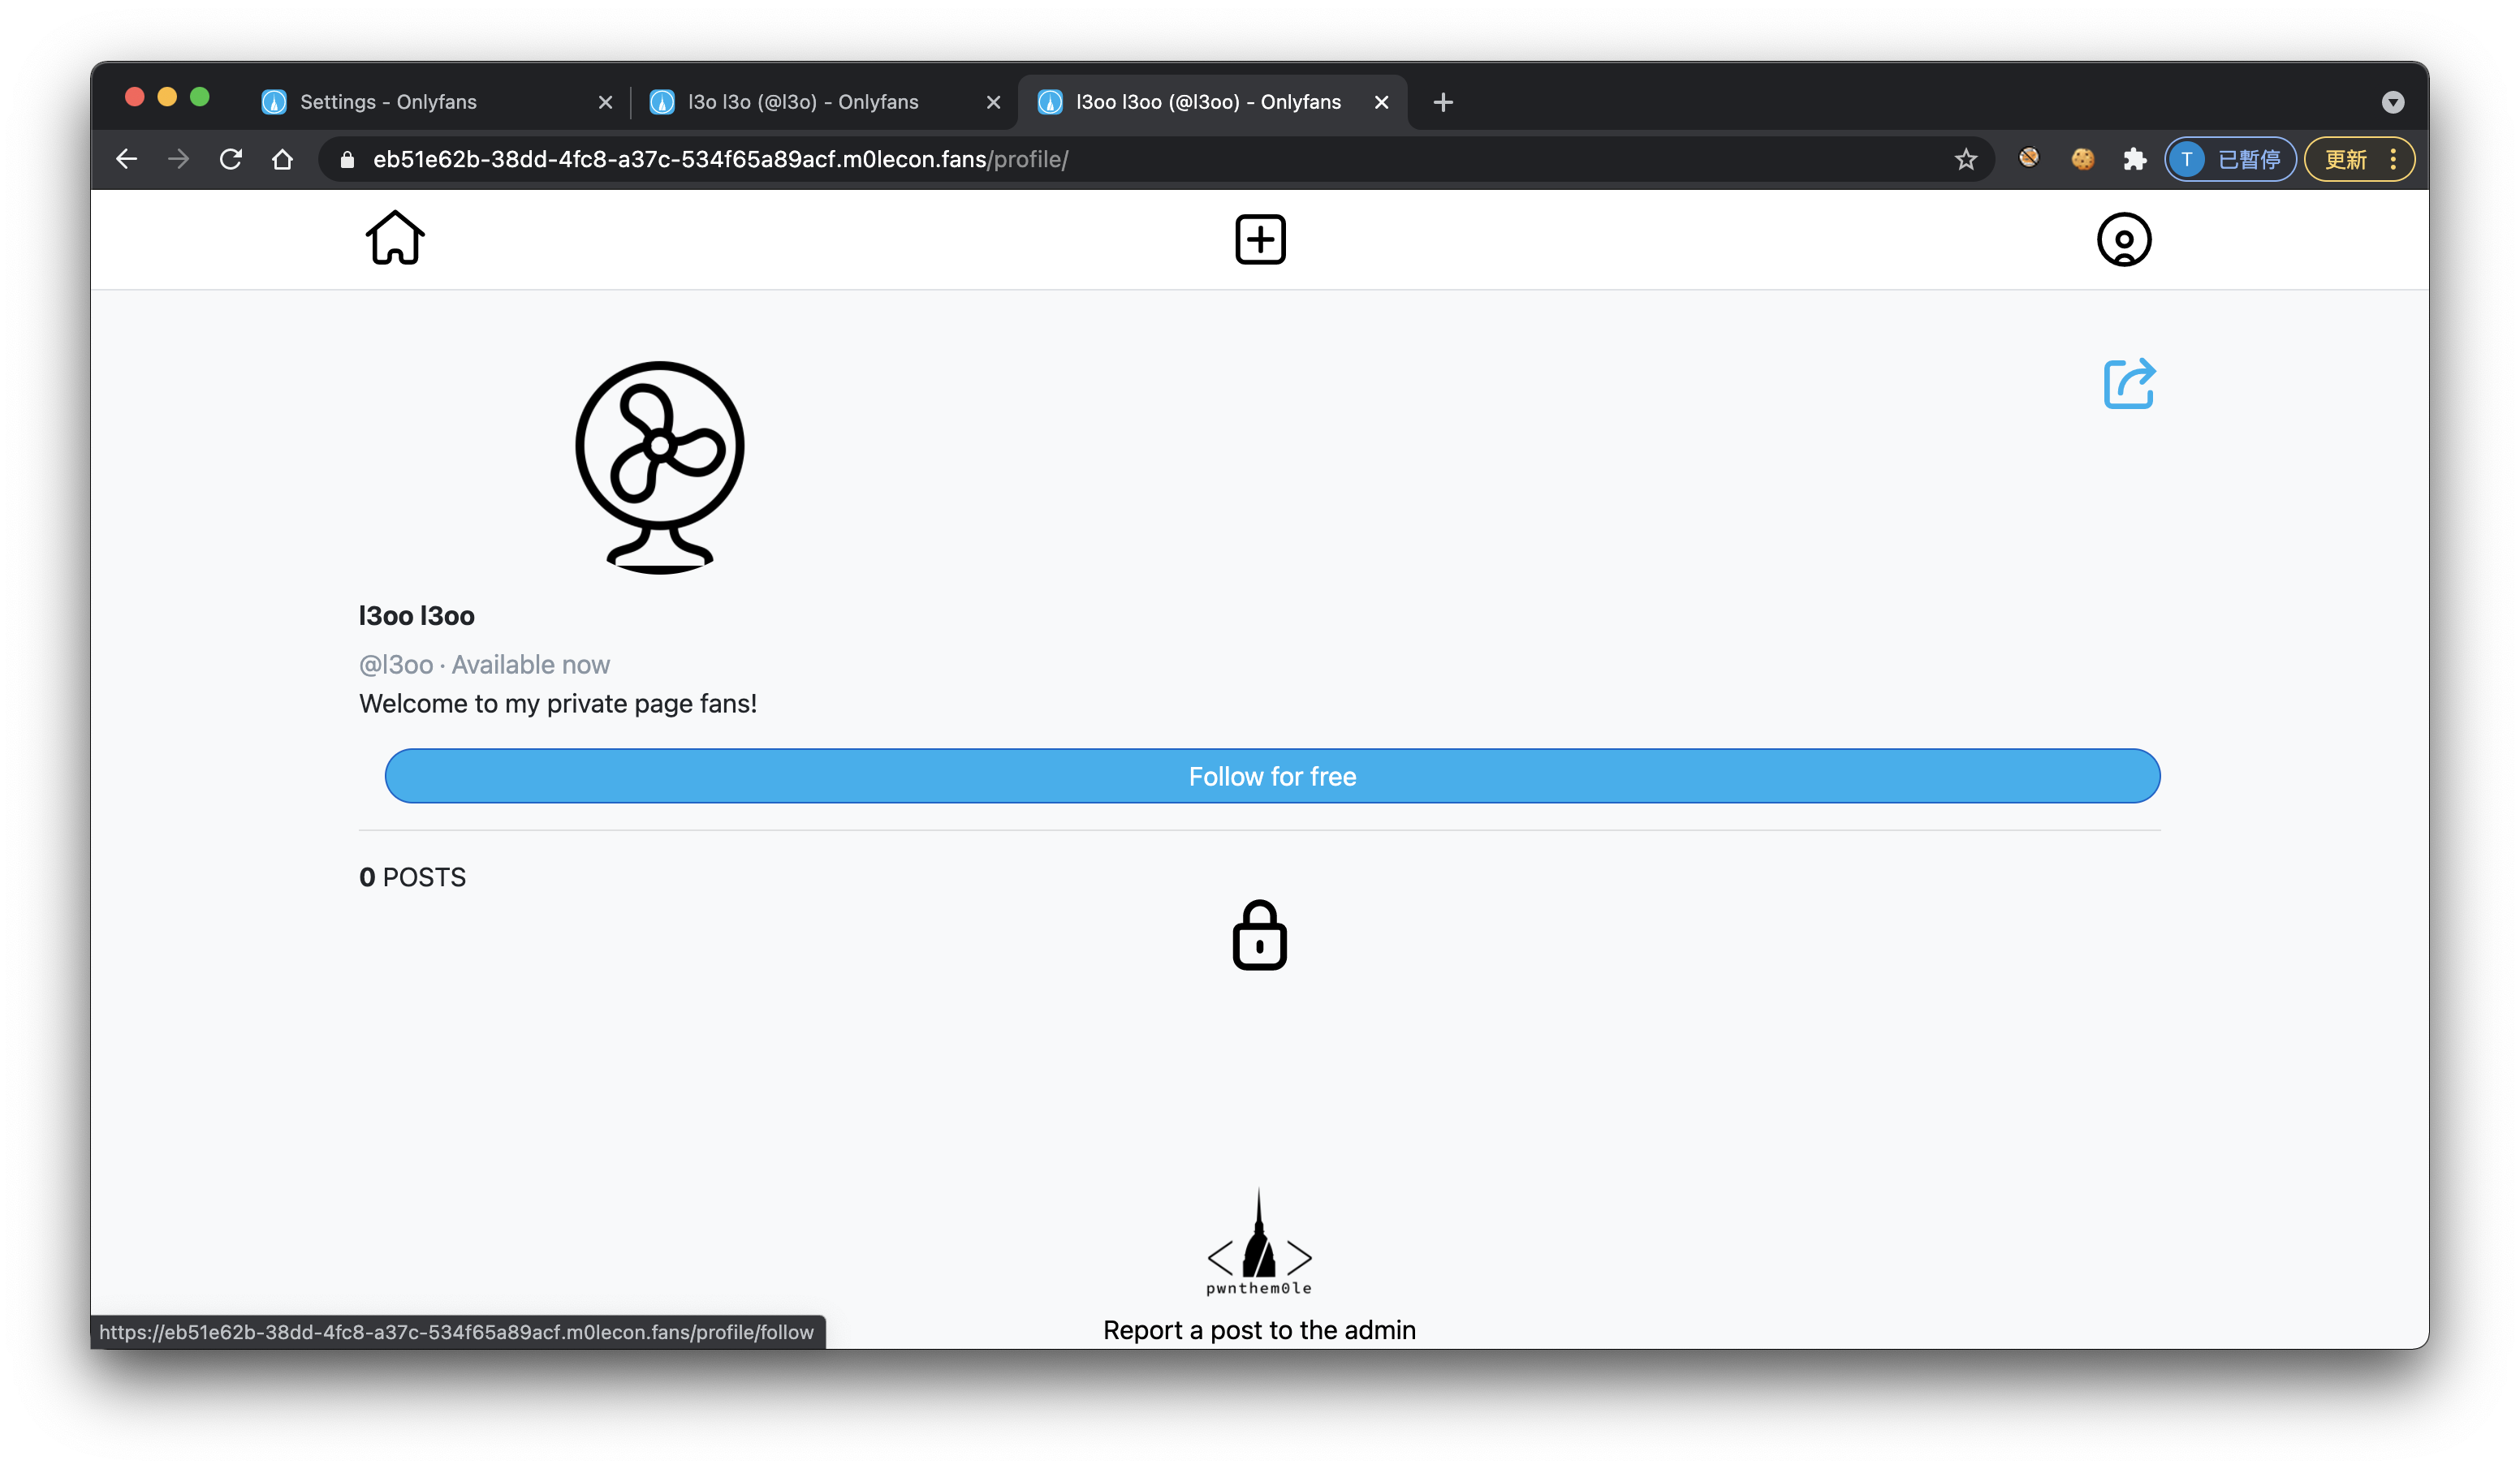 Settings - Onlyfans
l3o l3o (@l3o) - Onlyfans
l3oo l3oo (@l3oo) - Onlyfans
eb51e62b-38dd-4fc8-a37c-534f65a89acf.m0lecon.fans/profile/
T 已暫停
更新
l3oo l3oo
@l3oo · Available now
Welcome to my private page fans!
Follow for free
0 POSTS
pwnthem0le
Report a post to the admin
https://eb51e62b-38dd-4fc8-a37c-534f65a89acf.m0lecon.fans/profile/follow